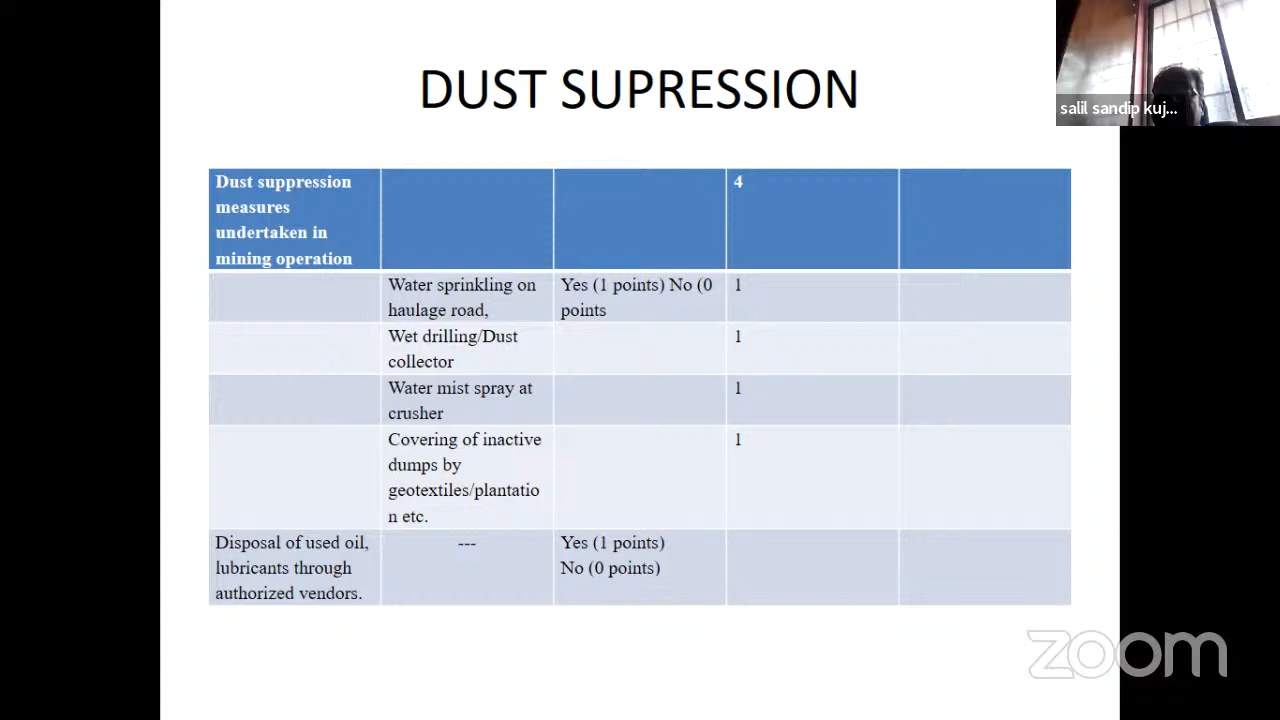 DUST SUPRESSION
salil sandip kuj...
Dust suppression
measures
undertaken in
mining operation
4
Water sprinkling on
haulage road,
Yes (1 points) No (0
points
1
Wet drilling/Dust
collector
1
Water mist spray at
crusher
1
Covering of inactive
dumps by
geotextiles/plantatio
n etc.
1
Disposal of used oil,
lubricants through
authorized vendors.
---
Yes (1 points)
No (0 points)
zoom